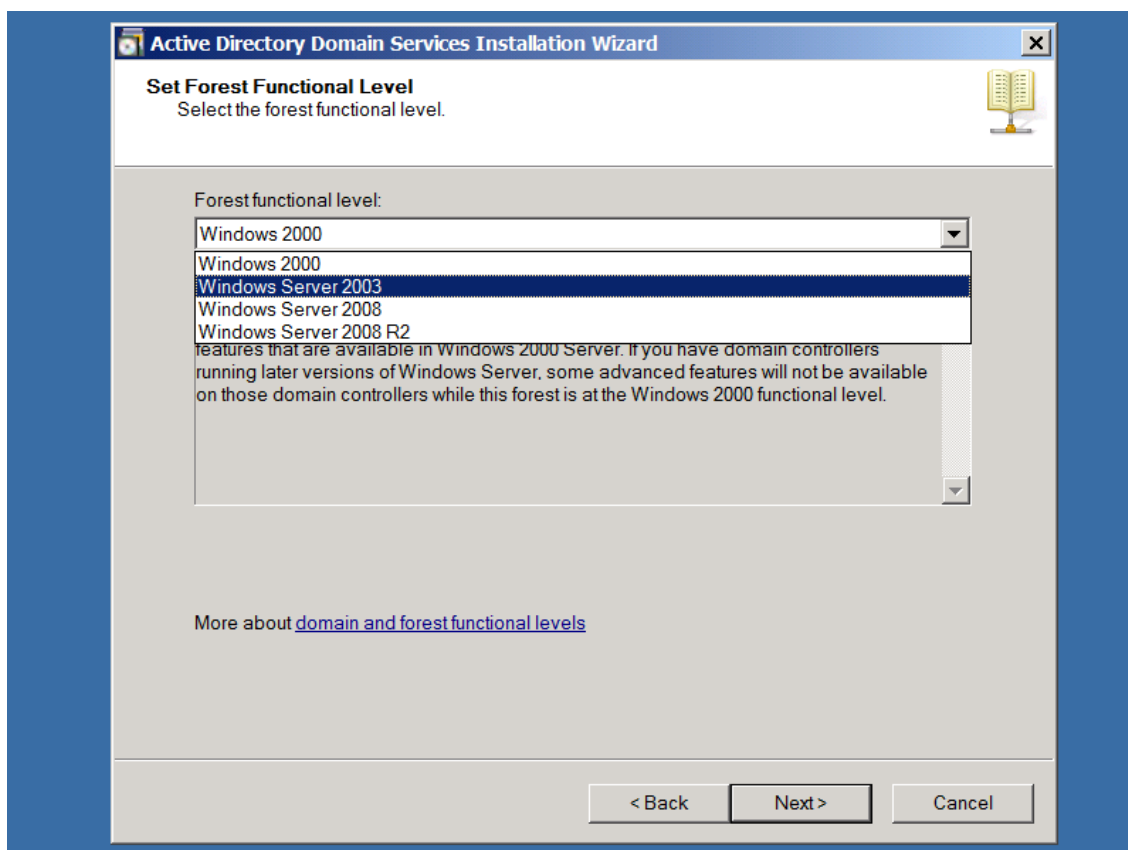 Active Directory Domain Services Installation Wizard
Set Forest Functional Level
Select the forest functional level.
Forest functional level:
Windows 2000
Windows 2000
Windows Server 2003
Windows Server 2008
Windows Server 2008 R2
features that are available in Windows 2000 Server. If you have domain controllers
running later versions of Windows Server, some advanced features will not be available
on those domain controllers while this forest is at the Windows 2000 functional level.
More about domain and forest functional levels
< Back Next > Cancel